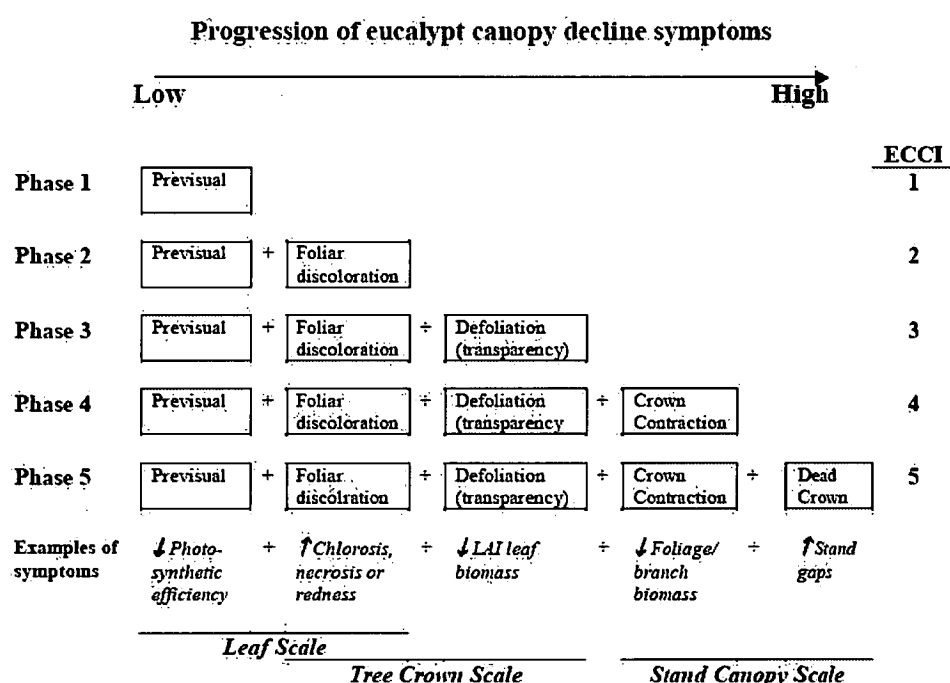 Progression of eucalypt canopy decline symptoms
Low High
ECCI
Phase 1 Previsual 1
Phase 2 Previsual + Foliar discoloration 2
Phase 3 Previsual + Foliar discoloration ÷ Defoliation (transparency) 3
Phase 4 Previsual + Foliar discoloration ÷ Defoliation (transparency ÷ Crown Contraction 4
Phase 5 Previsual + Foliar discólration ÷ Defoliation (transparency) ÷ Crown Contraction ÷ Dead Crown 5
Examples of ↓Photo- + ↑Chlorosis, ÷ ↓LAI leaf ÷ ↓Foliage/ ÷ ↑Stand
symptoms synthetic necrosis or biomass branch gaps
efficiency redness biomass
Leaf Scale
Tree Crown Scale Stand Canopy Scale